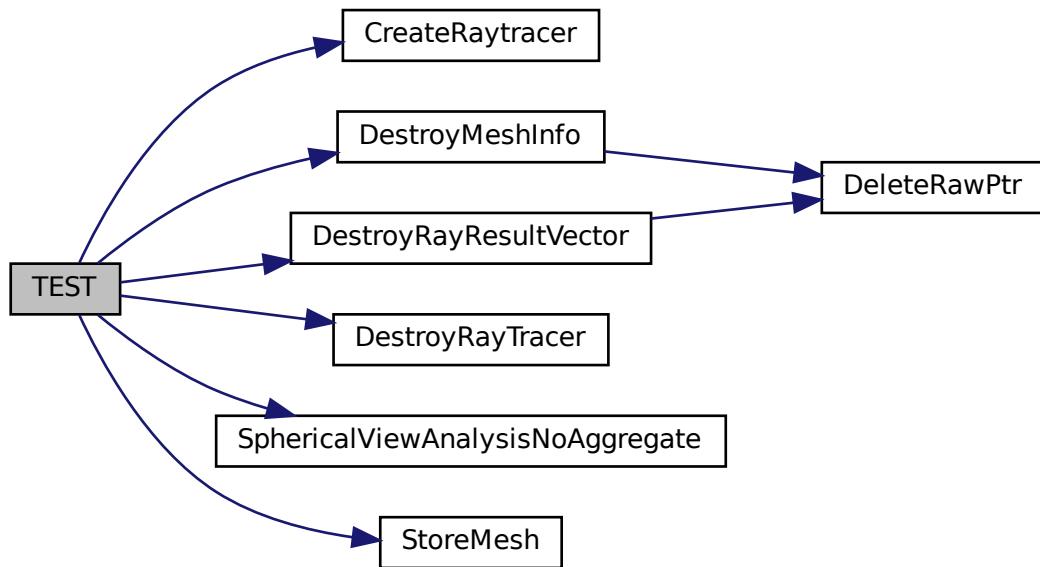 CreateRaytracer
DestroyMeshInfo
DeleteRawPtr
DestroyRayResultVector
TEST
DestroyRayTracer
SphericalViewAnalysisNoAggregate
StoreMesh